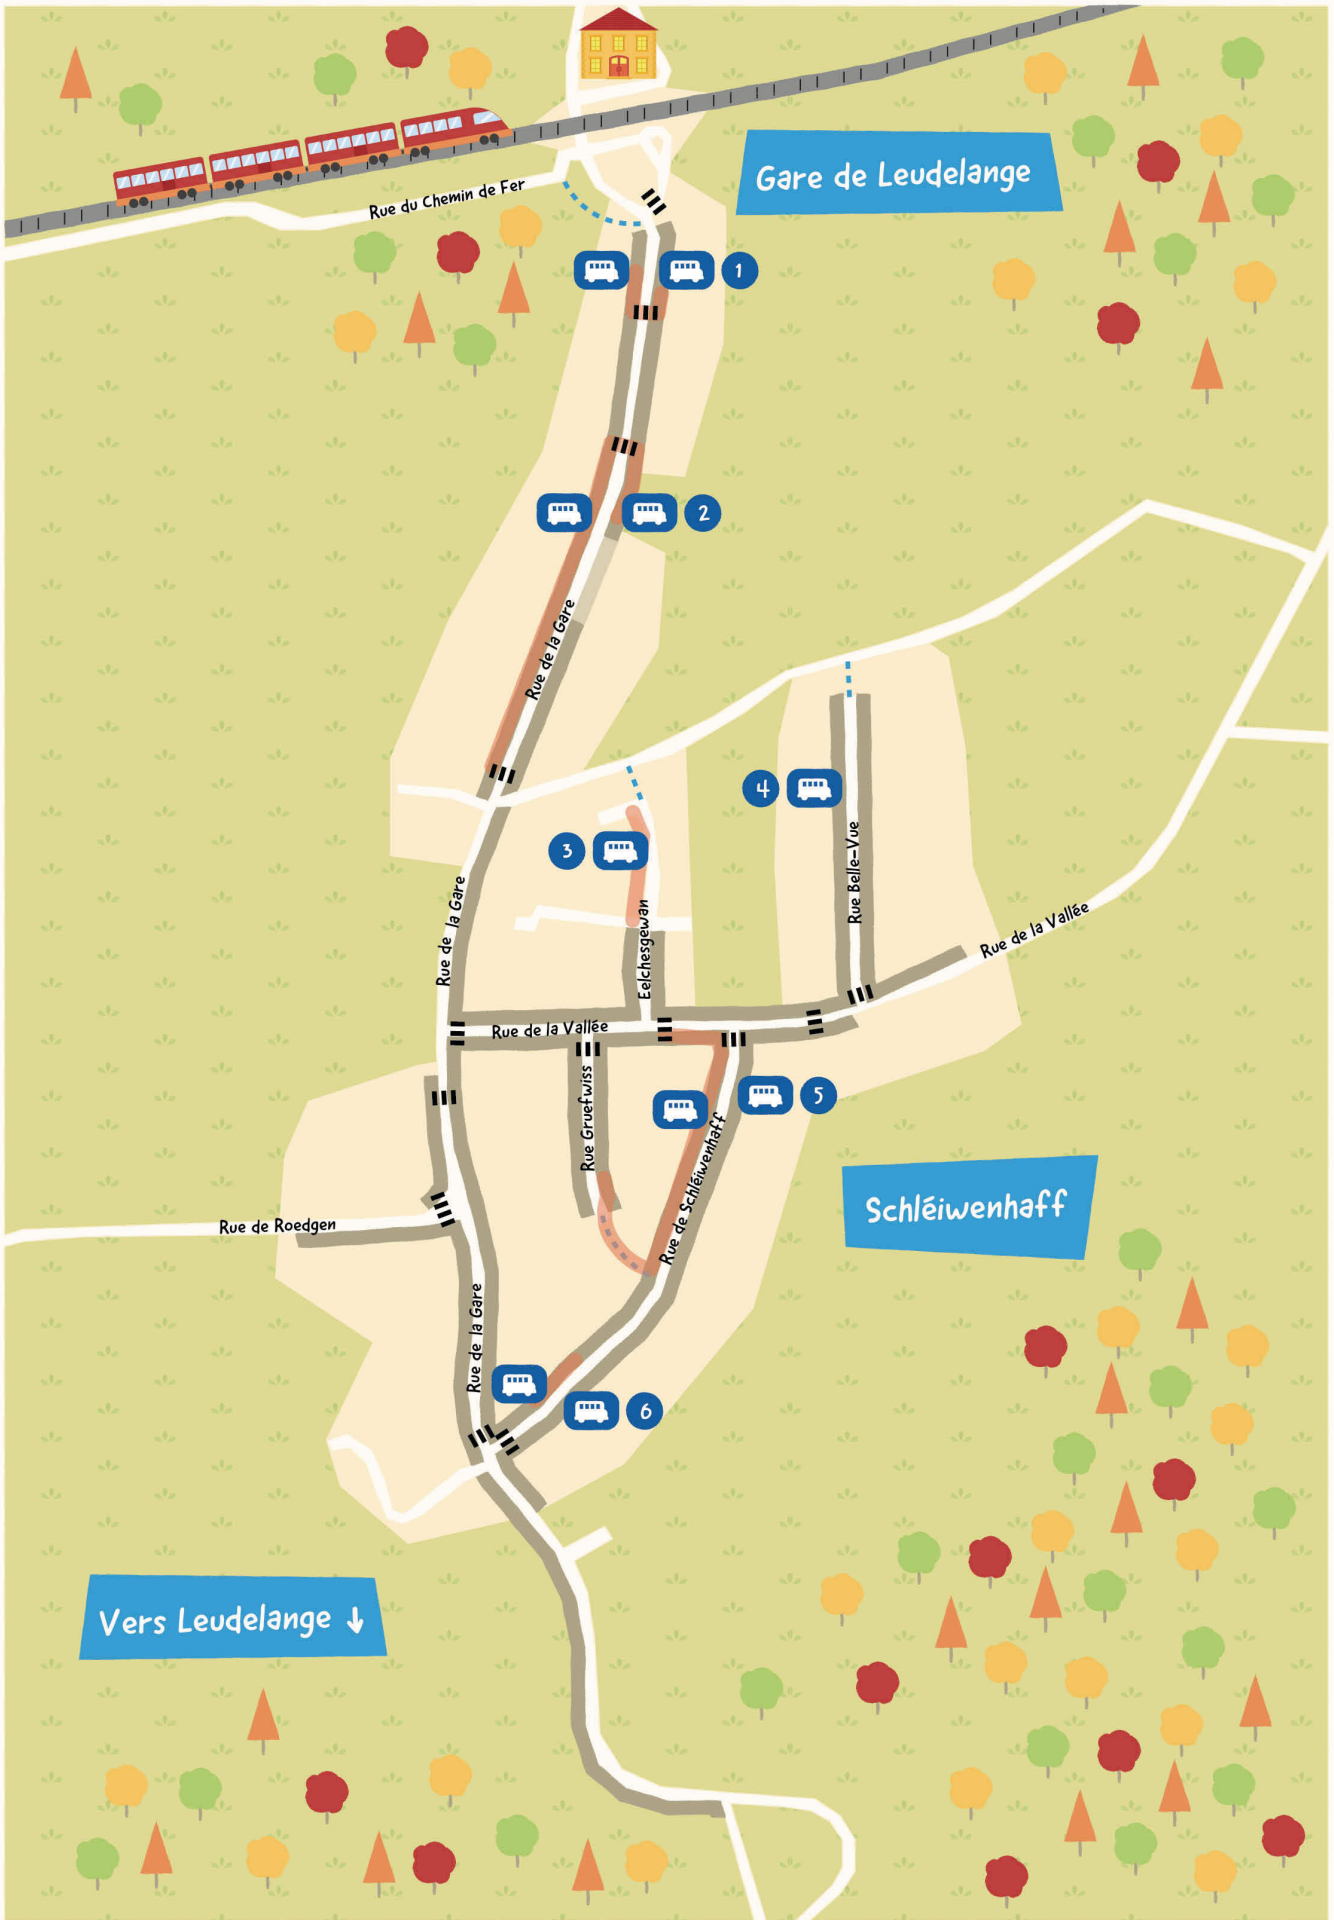 Gare de Leudelange
Rue du Chemin de Fer
1
2
Rue de la Gare
4
3
Rue Belle-Vue
Rue de la Gare
Eelchesgewan
Rue de la Vallée
Rue de la Vallée
5
Rue Gruefwiss
Rue de Schléiwenhaff
Schléiwenhaff
Rue de Roedgen
Rue de la Gare
6
Vers Leudelange ↓